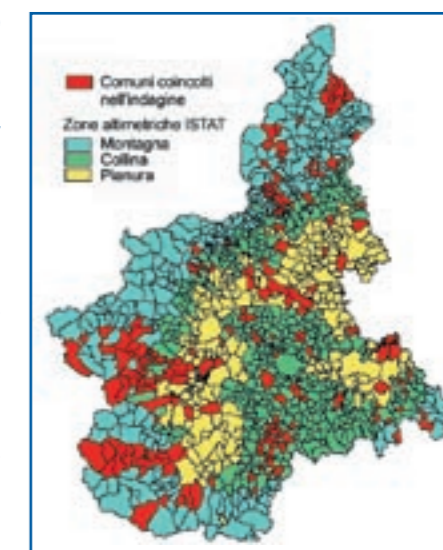 Comuni coinvolti
nell'indagine
Zone altimetriche ISTAT
Montagna
Collina
Pianura